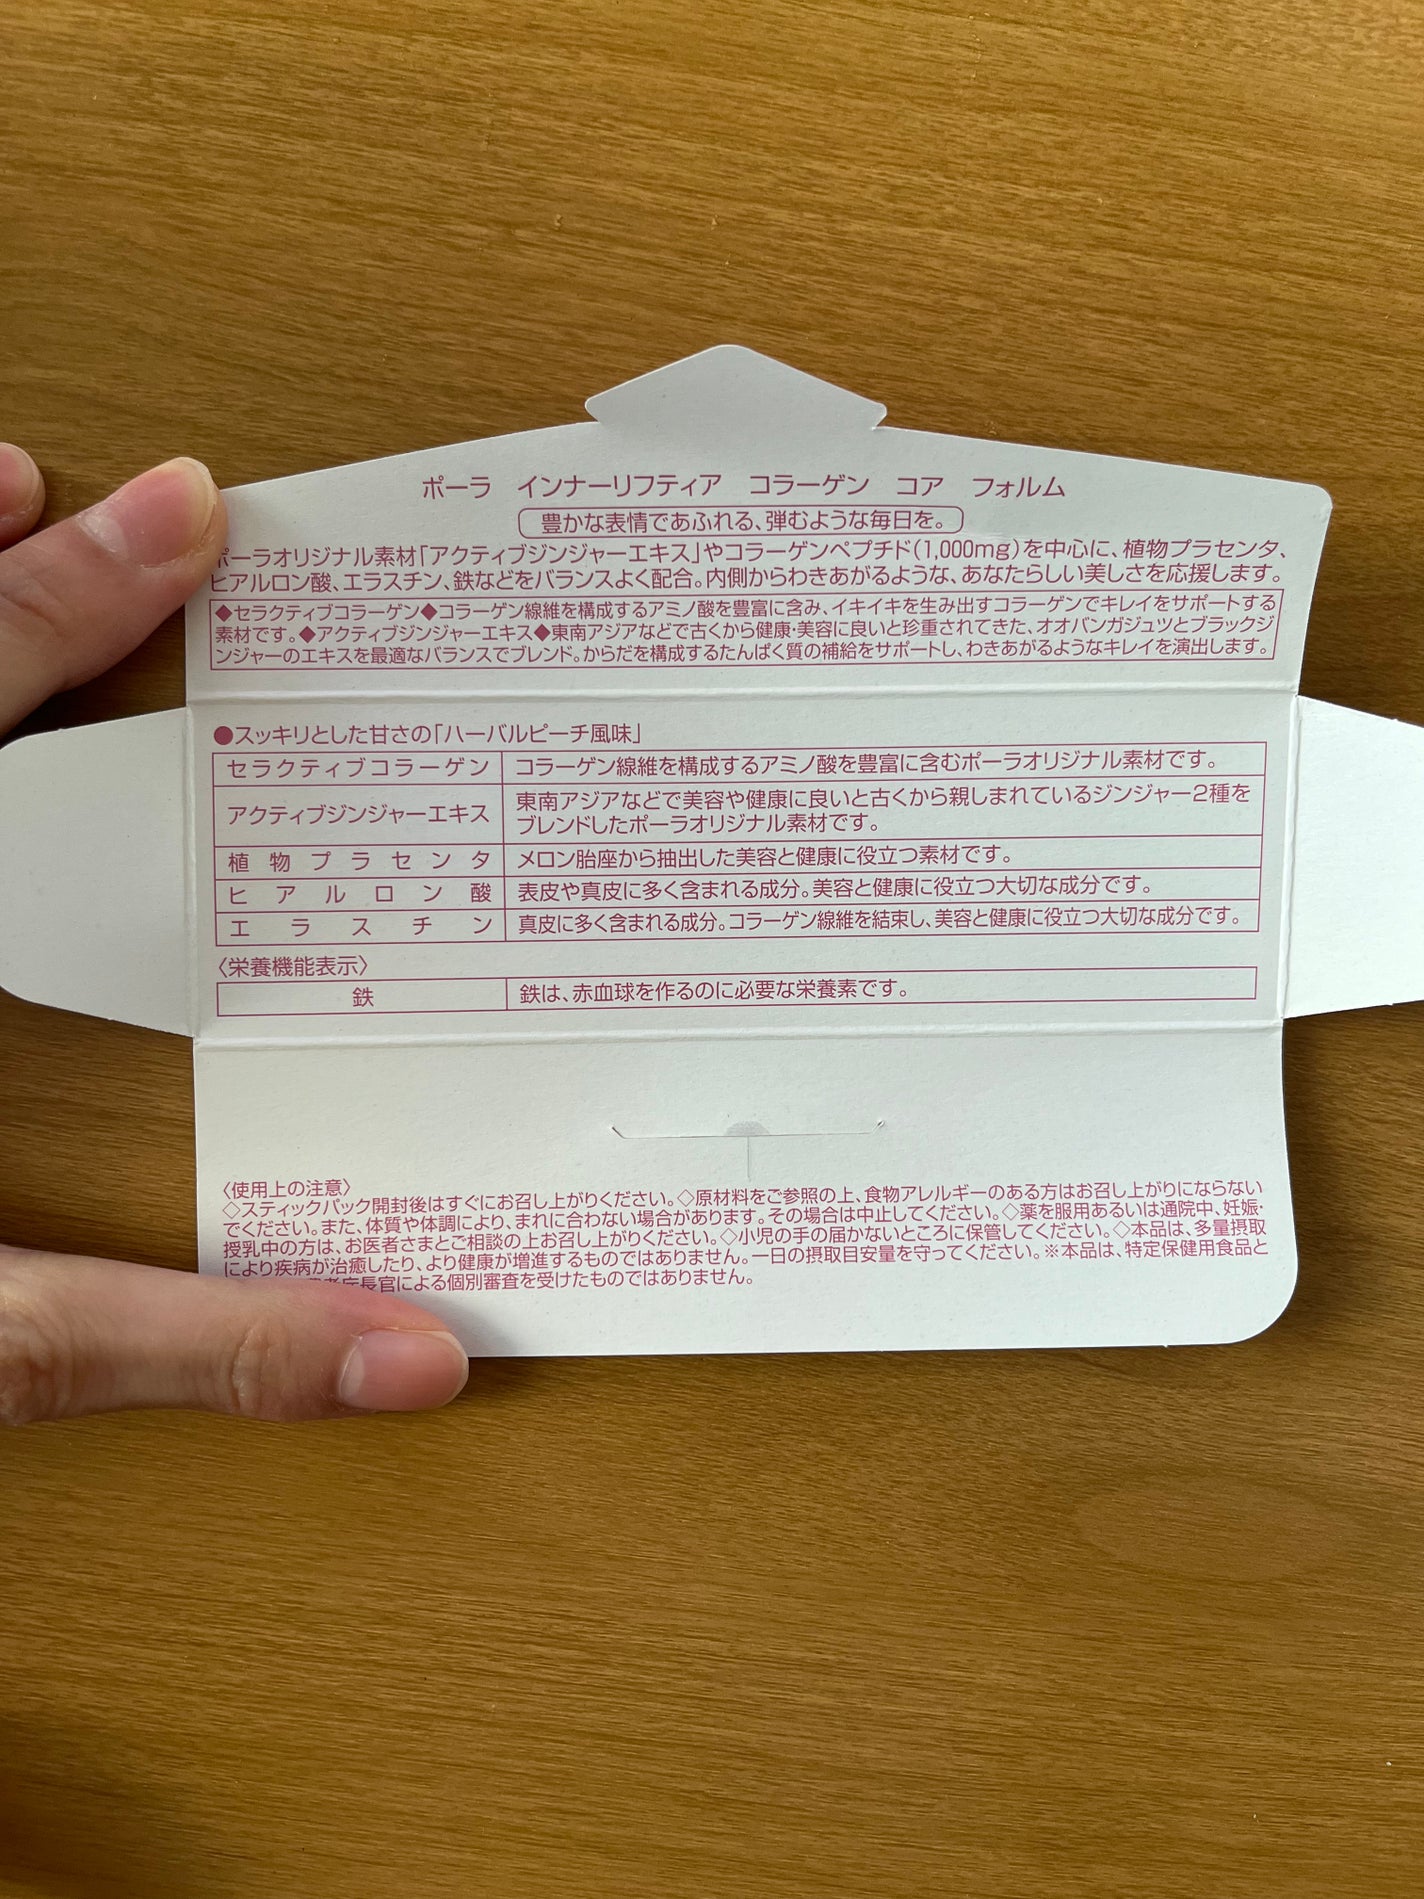 ポーラ　インナーリフティア　コラーゲン　コア　フォルム
豊かな表情であふれる、弾むような毎日を。
ポーラオリジナル素材「アクティブジンジャーエキス」やコラーゲンペプチド(1,000mg)を中心に、植物プラセンタ、
ヒアルロン酸、エラスチン、鉄などをバランスよく配合。内側からわきあがるような、あなたらしい美しさを応援します。
◆セラクティブコラーゲン◆コラーゲン線維を構成するアミノ酸を豊富に含み、イキイキを生み出すコラーゲンでキレイをサポートする
素材です。◆アクティブジンジャーエキス◆東南アジアなどで古くから健康・美容に良いと珍重されてきた、オオバンガジュツとブラックジ
ンジャーのエキスを最適なバランスでブレンド。からだを構成するたんぱく質の補給をサポートし、わきあがるようなキレイを演出します。
●スッキリとした甘さの「ハーバルピーチ風味」
セラクティブコラーゲン　コラーゲン線維を構成するアミノ酸を豊富に含むポーラオリジナル素材です。
アクティブジンジャーエキス　東南アジアなどで美容や健康に良いと古くから親しまれているジンジャー2種を
ブレンドしたポーラオリジナル素材です。
植物プラセンタ　メロン胎座から抽出した美容と健康に役立つ素材です。
ヒアルロン酸　表皮や真皮に多く含まれる成分。美容と健康に役立つ大切な成分です。
エラスチン　真皮に多く含まれる成分。コラーゲン線維を結束し、美容と健康に役立つ大切な成分です。
〈栄養機能表示〉
鉄　鉄は、赤血球を作るのに必要な栄養素です。
〈使用上の注意〉
◇スティックパック開封後はすぐにお召し上がりください。◇原材料をご参照の上、食物アレルギーのある方はお召し上がりにならない
でください。また、体質や体調により、まれに合わない場合があります。その場合は中止してください。◇薬を服用あるいは通院中、妊娠・
授乳中の方は、お医者さまとご相談の上お召し上がりください。◇小児の手の届かないところに保管してください。◇本品は、多量摂取
により疾病が治癒したり、より健康が増進するものではありません。一日の摂取目安量を守ってください。※本品は、特定保健用食品と
者庁長官による個別審査を受けたものではありません。